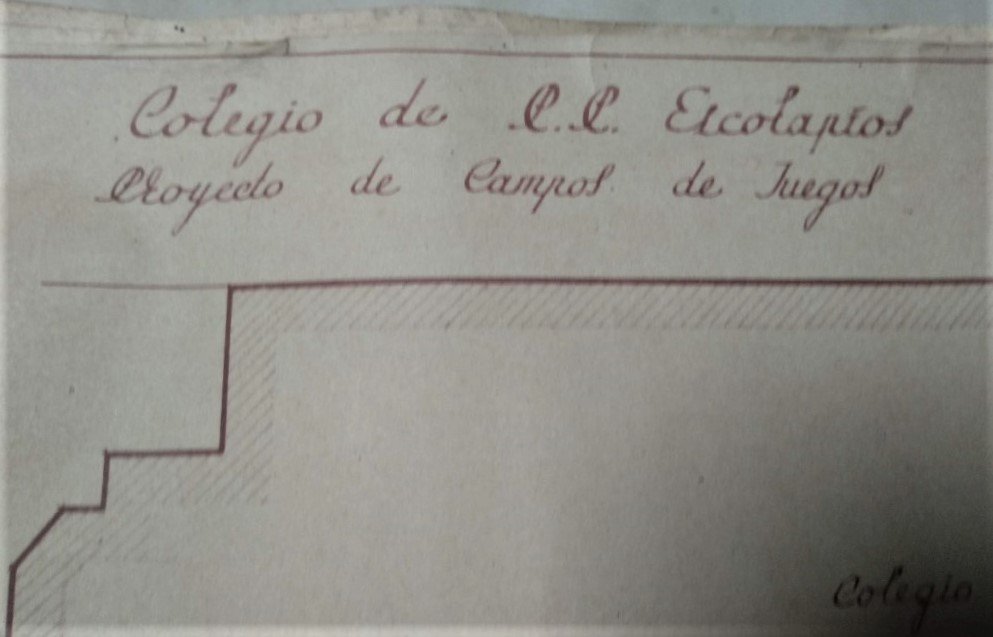 Colegio de P.P. Escolapios
Proyecto de Campos de Juegos
Colegio